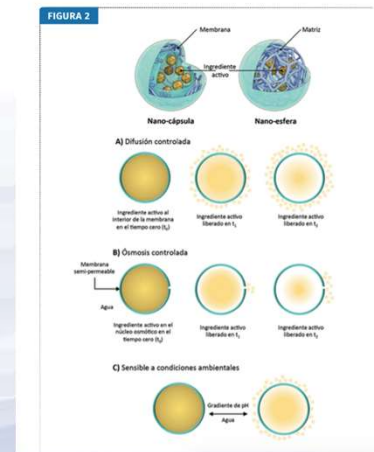 FIGURA 2
Membrana
Matriz
Ingrediente
activo
Nano-cápsula
Nano-esfera
A) Difusión controlada
Ingrediente activo al
interior de la membrana
en el tiempo cero (t₀)
Ingrediente activo
liberado en t₁
Ingrediente activo
liberado en t₂
B) Ósmosis controlada
Membrana
semi-permeable
Agua
Ingrediente activo en el
núcleo osmótico en el
tiempo cero (t₀)
Ingrediente activo
liberado en t₁
Ingrediente activo
liberado en t₂
C) Sensible a condiciones ambientales
Gradiente de pH
Agua